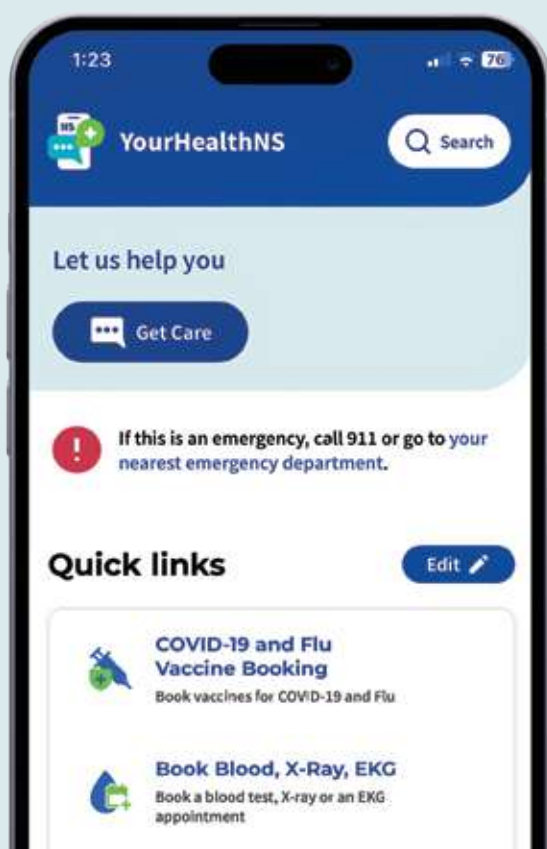 1:23
76
NS
YourHealthNS
Search
Let us help you
Get Care
If this is an emergency, call 911 or go to your
nearest emergency department.
Quick links
Edit
COVID-19 and Flu
Vaccine Booking
Book vaccines for COVID-19 and Flu
Book Blood, X-Ray, EKG
Book a blood test, X-ray or an EKG
appointment